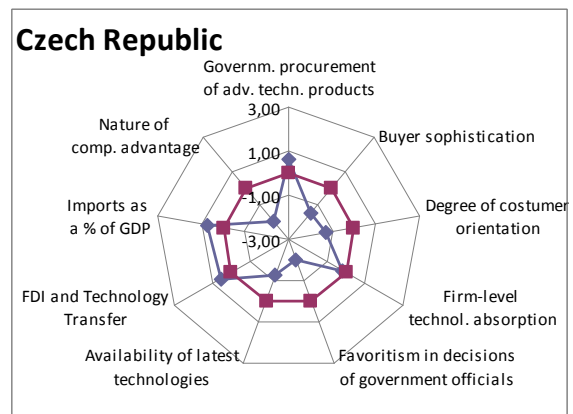 Czech Republic
Governm. procurement
of adv. techn. products
Nature of
comp. advantage
Buyer sophistication
Imports as
a % of GDP
Degree of costumer
orientation
FDI and Technology
Transfer
Firm-level
technol. absorption
Availability of latest
technologies
Favoritism in decisions
of government officials
3,00
1,00
-1,00
-3,00